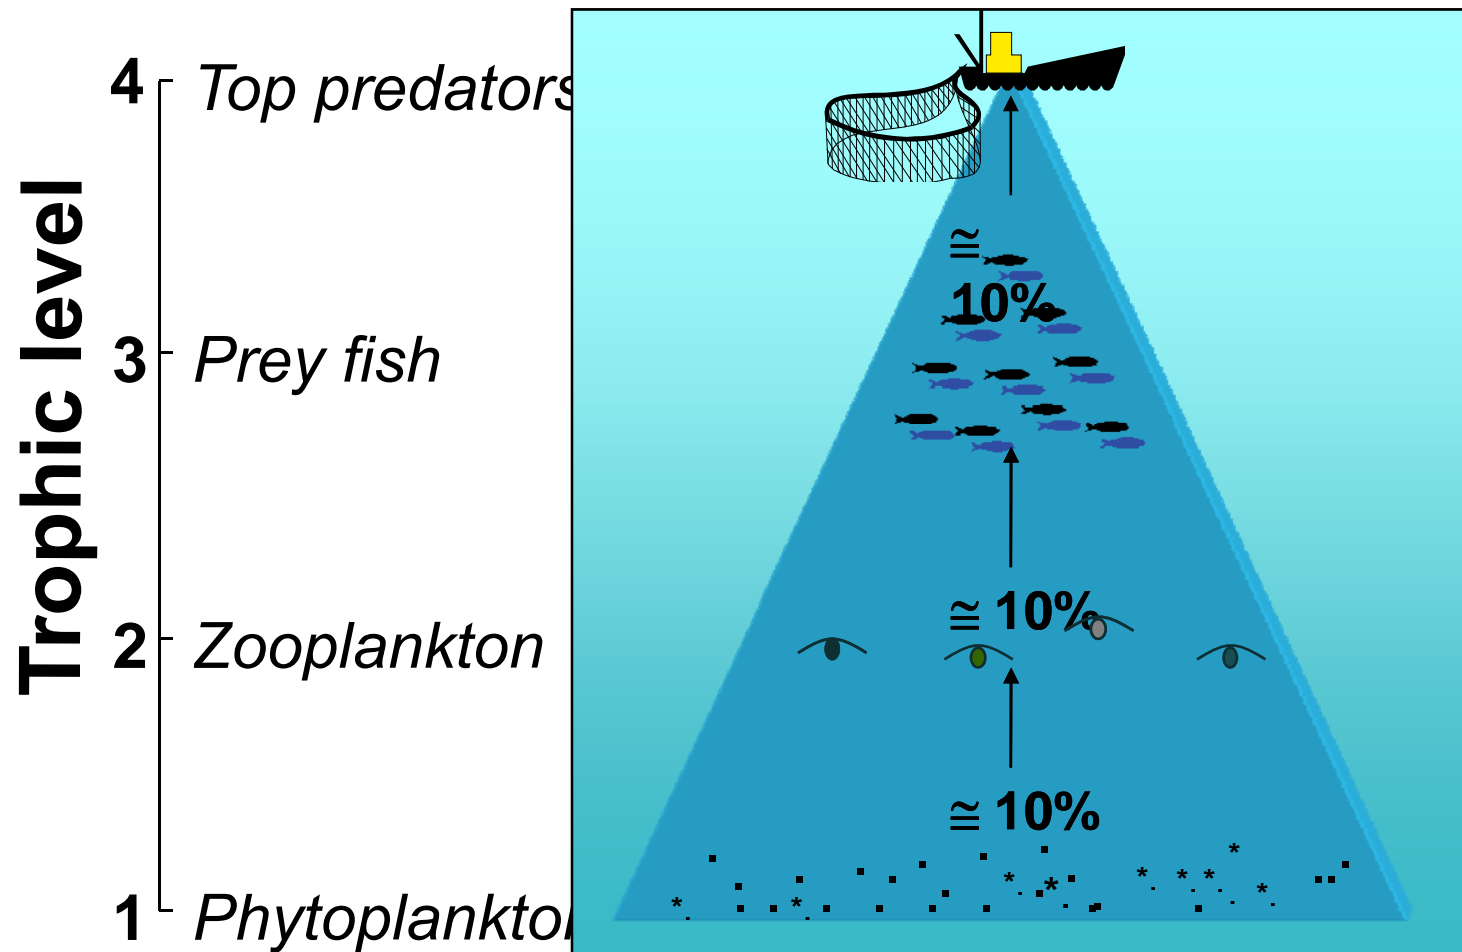 Trophic level
4 Top predators
3 Prey fish
2 Zooplankton
1 Phytoplankton
≅
10%
≅ 10%
≅ 10%